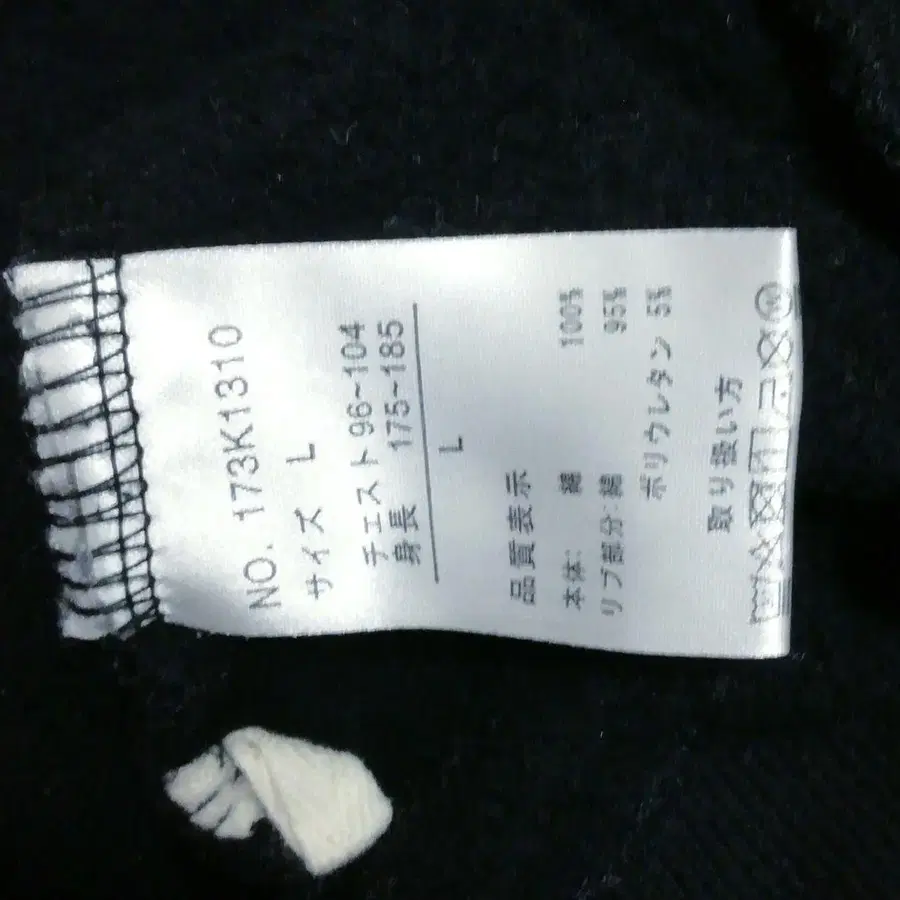 NO. 173K1310
サイズ L
チェスト 96~104
身長 175~185
L
品質表示
本体: 綿 100%
リブ部分:綿 95%
ポリウレタン 5%
取り扱い方